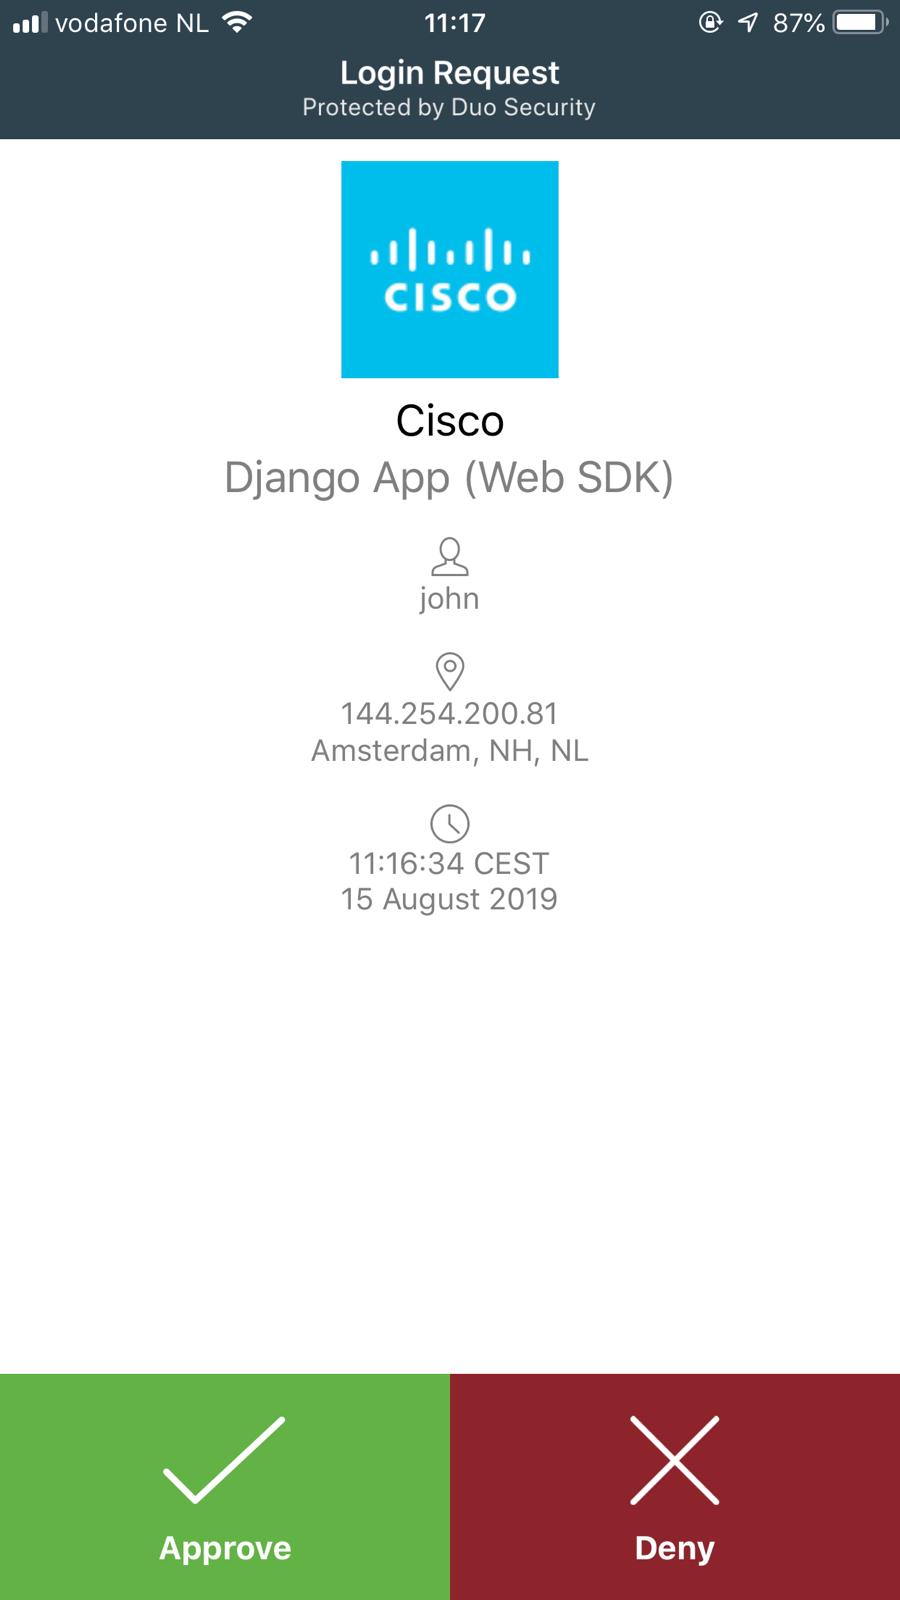 vodafone NL 11:17 87%
Login Request
Protected by Duo Security
CISCO
Cisco
Django App (Web SDK)
john
144.254.200.81
Amsterdam, NH, NL
11:16:34 CEST
15 August 2019
Approve Deny